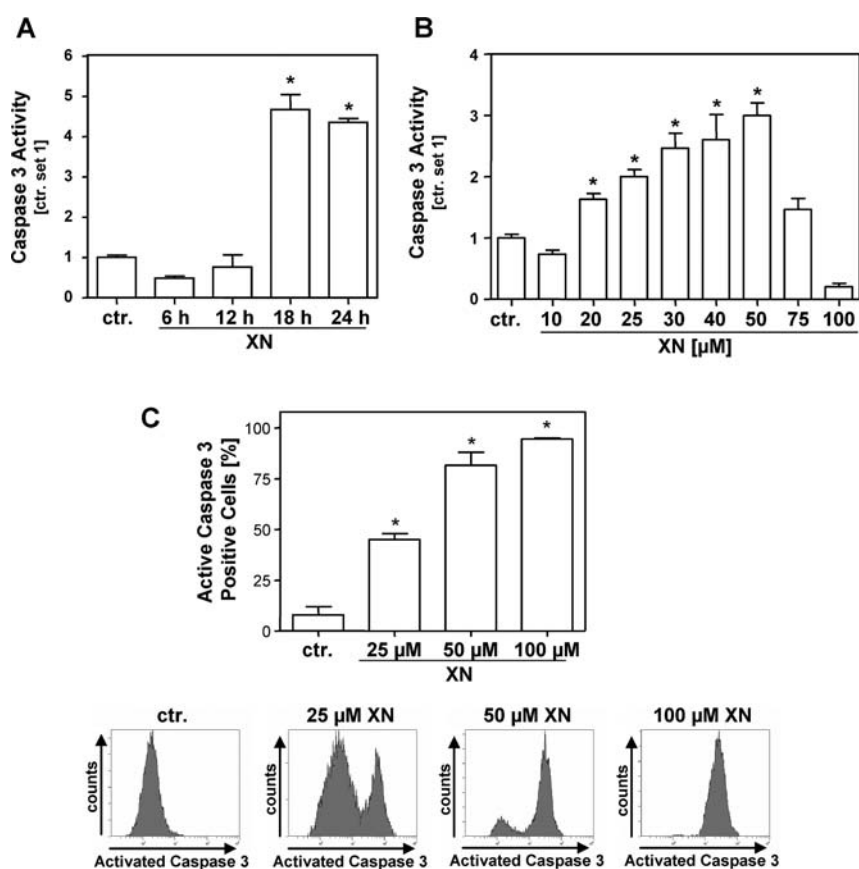 A
Caspase 3 Activity
[ctr. set 1]
6
5
4
3
2
1
0
*
*
ctr.
6 h
12 h
18 h
24 h
XN
B
Caspase 3 Activity
[ctr. set 1]
4
3
2
1
0
*
*
*
*
*
ctr.
10
20
25
30
40
50
75
100
XN [µM]
C
Active Caspase 3
Positive Cells [%]
100
75
50
25
0
*
*
*
ctr.
25 µM
50 µM
100 µM
XN
ctr.
counts
Activated Caspase 3
25 µM XN
counts
Activated Caspase 3
50 µM XN
counts
Activated Caspase 3
100 µM XN
counts
Activated Caspase 3